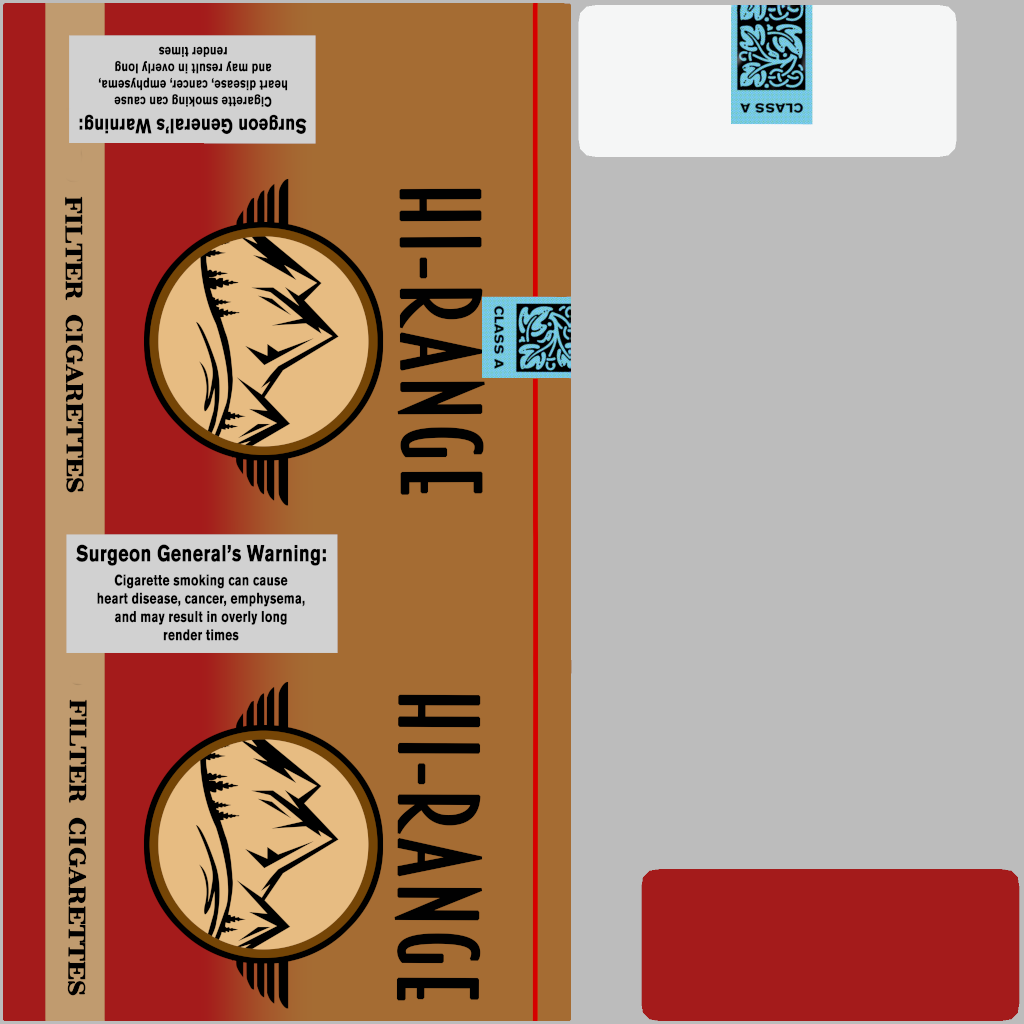 Surgeon General's Warning:
Cigarette smoking can cause
heart disease, cancer, emphysema,
and may result in overly long
render times
CLASS A
FILTER CIGARETTES
HI-RANGE
CLASS A
Surgeon General's Warning:
Cigarette smoking can cause
heart disease, cancer, emphysema,
and may result in overly long
render times
FILTER CIGARETTES
HI-RANGE